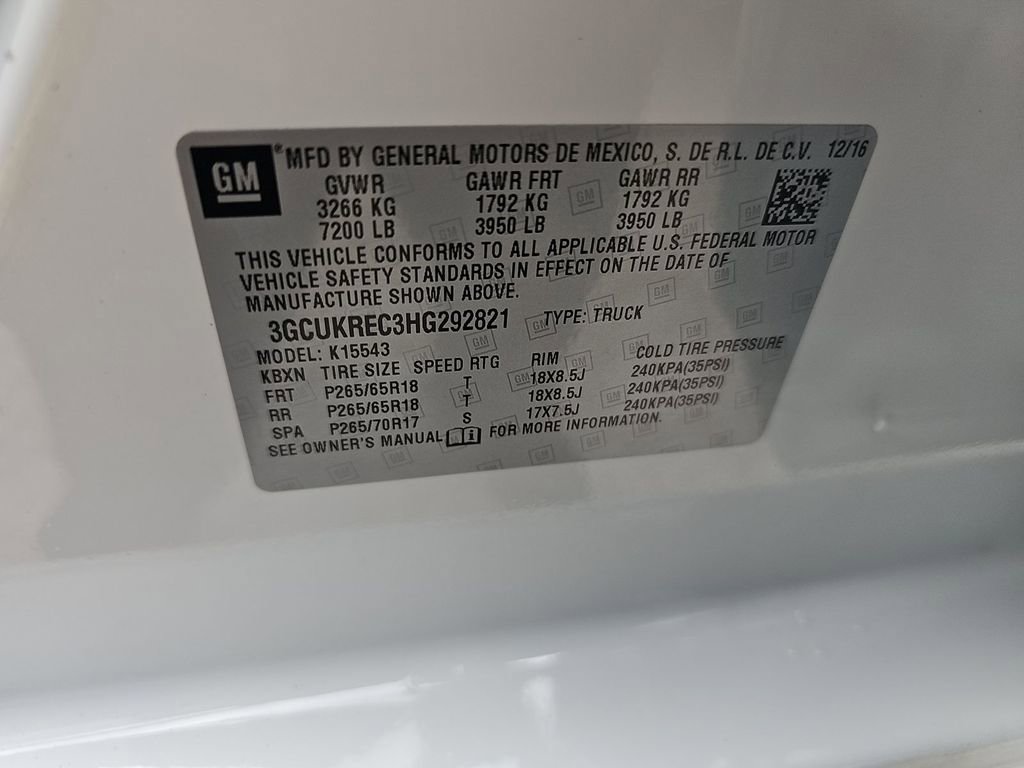 GM
®MFD BY GENERAL MOTORS DE MEXICO, S. DE R.L. DE C.V. 12/16
GVWR GAWR FRT GAWR RR
3266 KG 1792 KG 1792 KG
7200 LB 3950 LB 3950 LB
THIS VEHICLE CONFORMS TO ALL APPLICABLE U.S. FEDERAL MOTOR
VEHICLE SAFETY STANDARDS IN EFFECT ON THE DATE OF
MANUFACTURE SHOWN ABOVE.
3GCUKREC3HG292821 TYPE: TRUCK
MODEL: K15543
KBXN TIRE SIZE SPEED RTG RIM COLD TIRE PRESSURE
FRT P265/65R18 T 18X8.5J 240KPA(35PSI)
RR P265/65R18 T 18X8.5J 240KPA(35PSI)
SPA P265/70R17 S 17X7.5J 240KPA(35PSI)
SEE OWNER'S MANUAL FOR MORE INFORMATION.